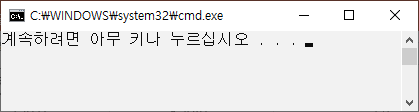 C:₩WINDOWS₩system32₩cmd.exe
계속하려면 아무 키나 누르십시오 . . .